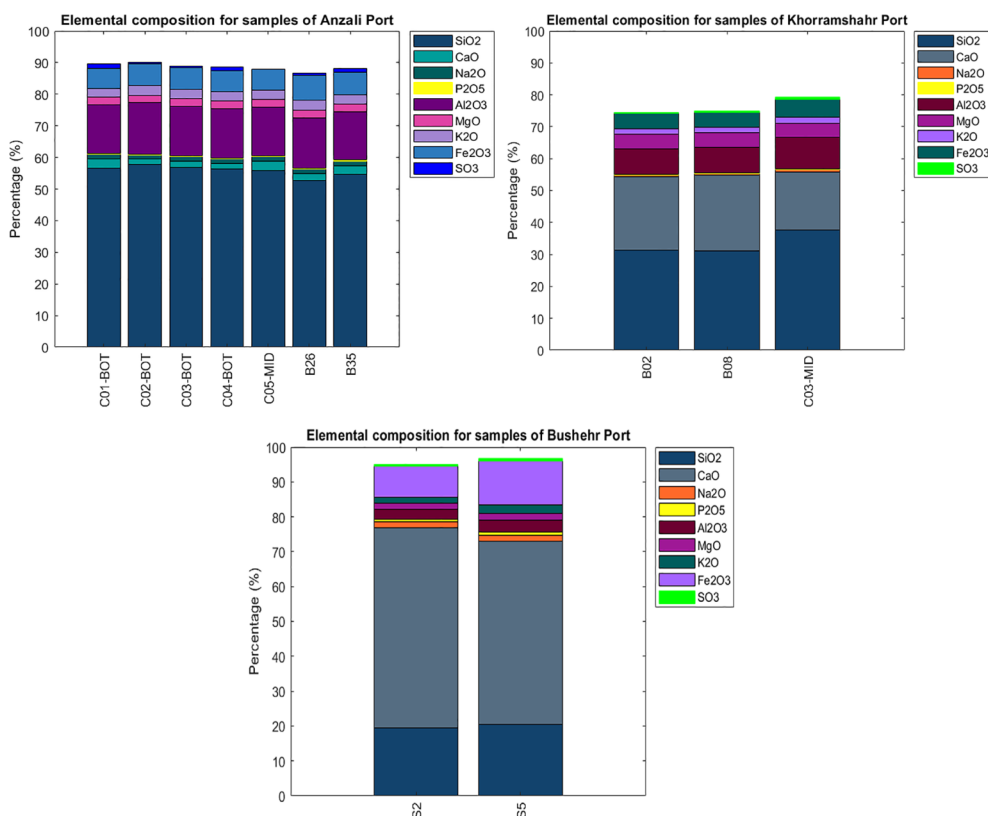 Elemental composition for samples of Anzali Port
Percentage (%)
100
90
80
70
60
50
40
30
20
10
0
C01-BOT
C02-BOT
C03-BOT
C04-BOT
C05-MID
B26
B35
SiO2
CaO
Na2O
P2O5
Al2O3
MgO
K2O
Fe2O3
SO3
Elemental composition for samples of Khorramshahr Port
Percentage (%)
100
90
80
70
60
50
40
30
20
10
0
B02
B08
C03-MID
SiO2
CaO
Na2O
P2O5
Al2O3
MgO
K2O
Fe2O3
SO3
Elemental composition for samples of Bushehr Port
Percentage (%)
100
90
80
70
60
50
40
30
20
10
0
S2
S5
SiO2
CaO
Na2O
P2O5
Al2O3
MgO
K2O
Fe2O3
SO3